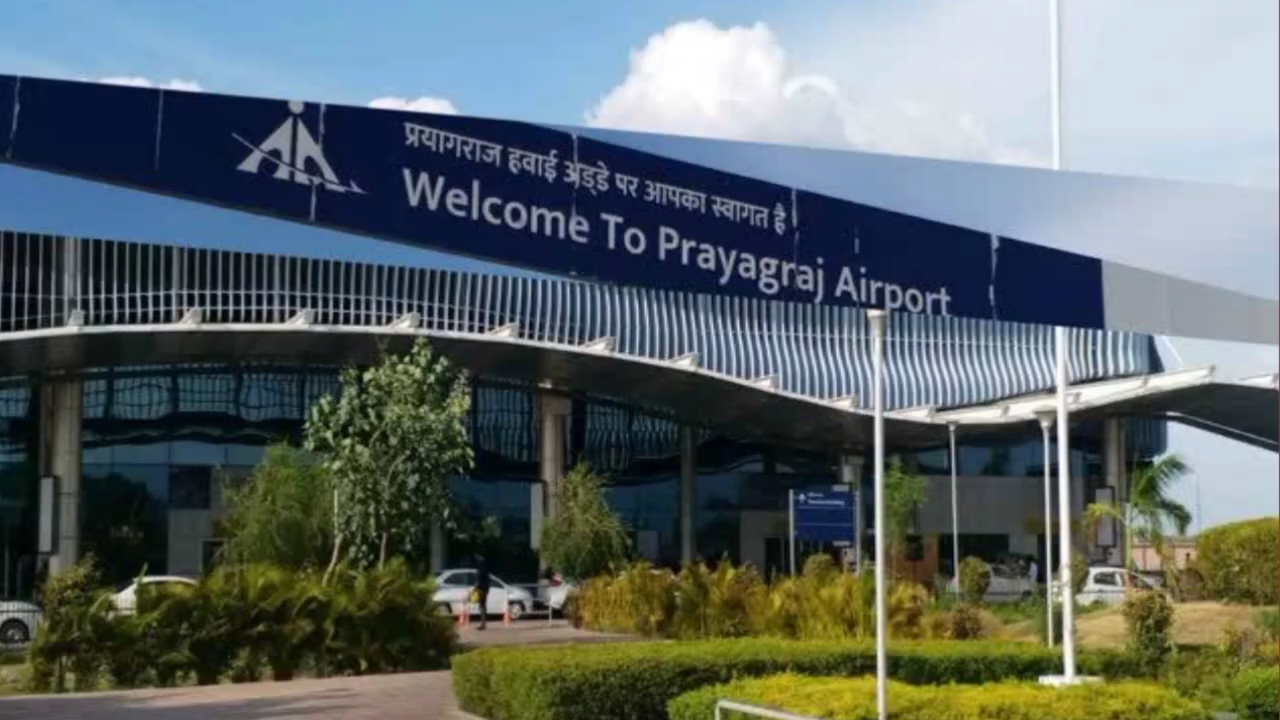 प्रयागराज हवाई अड्डे पर आपका स्वागत है
Welcome To Prayagraj Airport